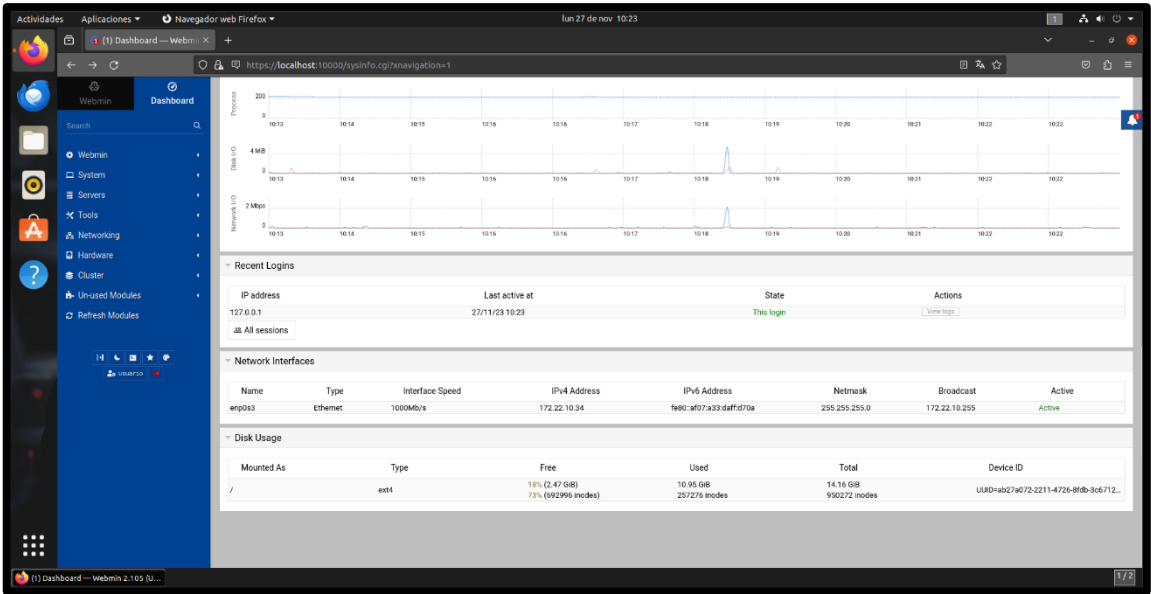 Actividades Aplicaciones Navegador web Firefox lun 27 de nov 10:23 1
(1) Dashboard — Webmi × +
https://localhost:10000/sysinfo.cgi?xnavigation=1
Webmin Dashboard
Search
Webmin
System
Servers
Tools
Networking
Hardware
Cluster
Un-used Modules
Refresh Modules
usuario
Process
200
0
10:13 10:14 10:15 10:16 10:16 10:17 10:18 10:19 10:20 10:21 10:22 10:22
Disk I/O
4 MiB
0
10:13 10:14 10:15 10:16 10:16 10:17 10:18 10:19 10:20 10:21 10:22 10:22
Network I/O
2 Mbps
0
10:13 10:14 10:15 10:16 10:16 10:17 10:18 10:19 10:20 10:21 10:22 10:22
1
Recent Logins
IP address Last active at State Actions
127.0.0.1 27/11/23 10:23 This login View logs
All sessions
Network Interfaces
Name Type Interface Speed IPv4 Address IPv6 Address Netmask Broadcast Active
enp0s3 Ethernet 1000Mb/s 172.22.10.34 fe80::af07:a33:daff:d70a 255.255.255.0 172.22.10.255 Active
Disk Usage
Mounted As Type Free Used Total Device ID
/ ext4 18% (2.47 GiB) 10.95 GiB 14.16 GiB UUID=ab27a072-2211-4726-8fdb-3c6712...
73% (692996 inodes) 257276 inodes 950272 inodes
(1) Dashboard — Webmin 2.105 (U... 1/2